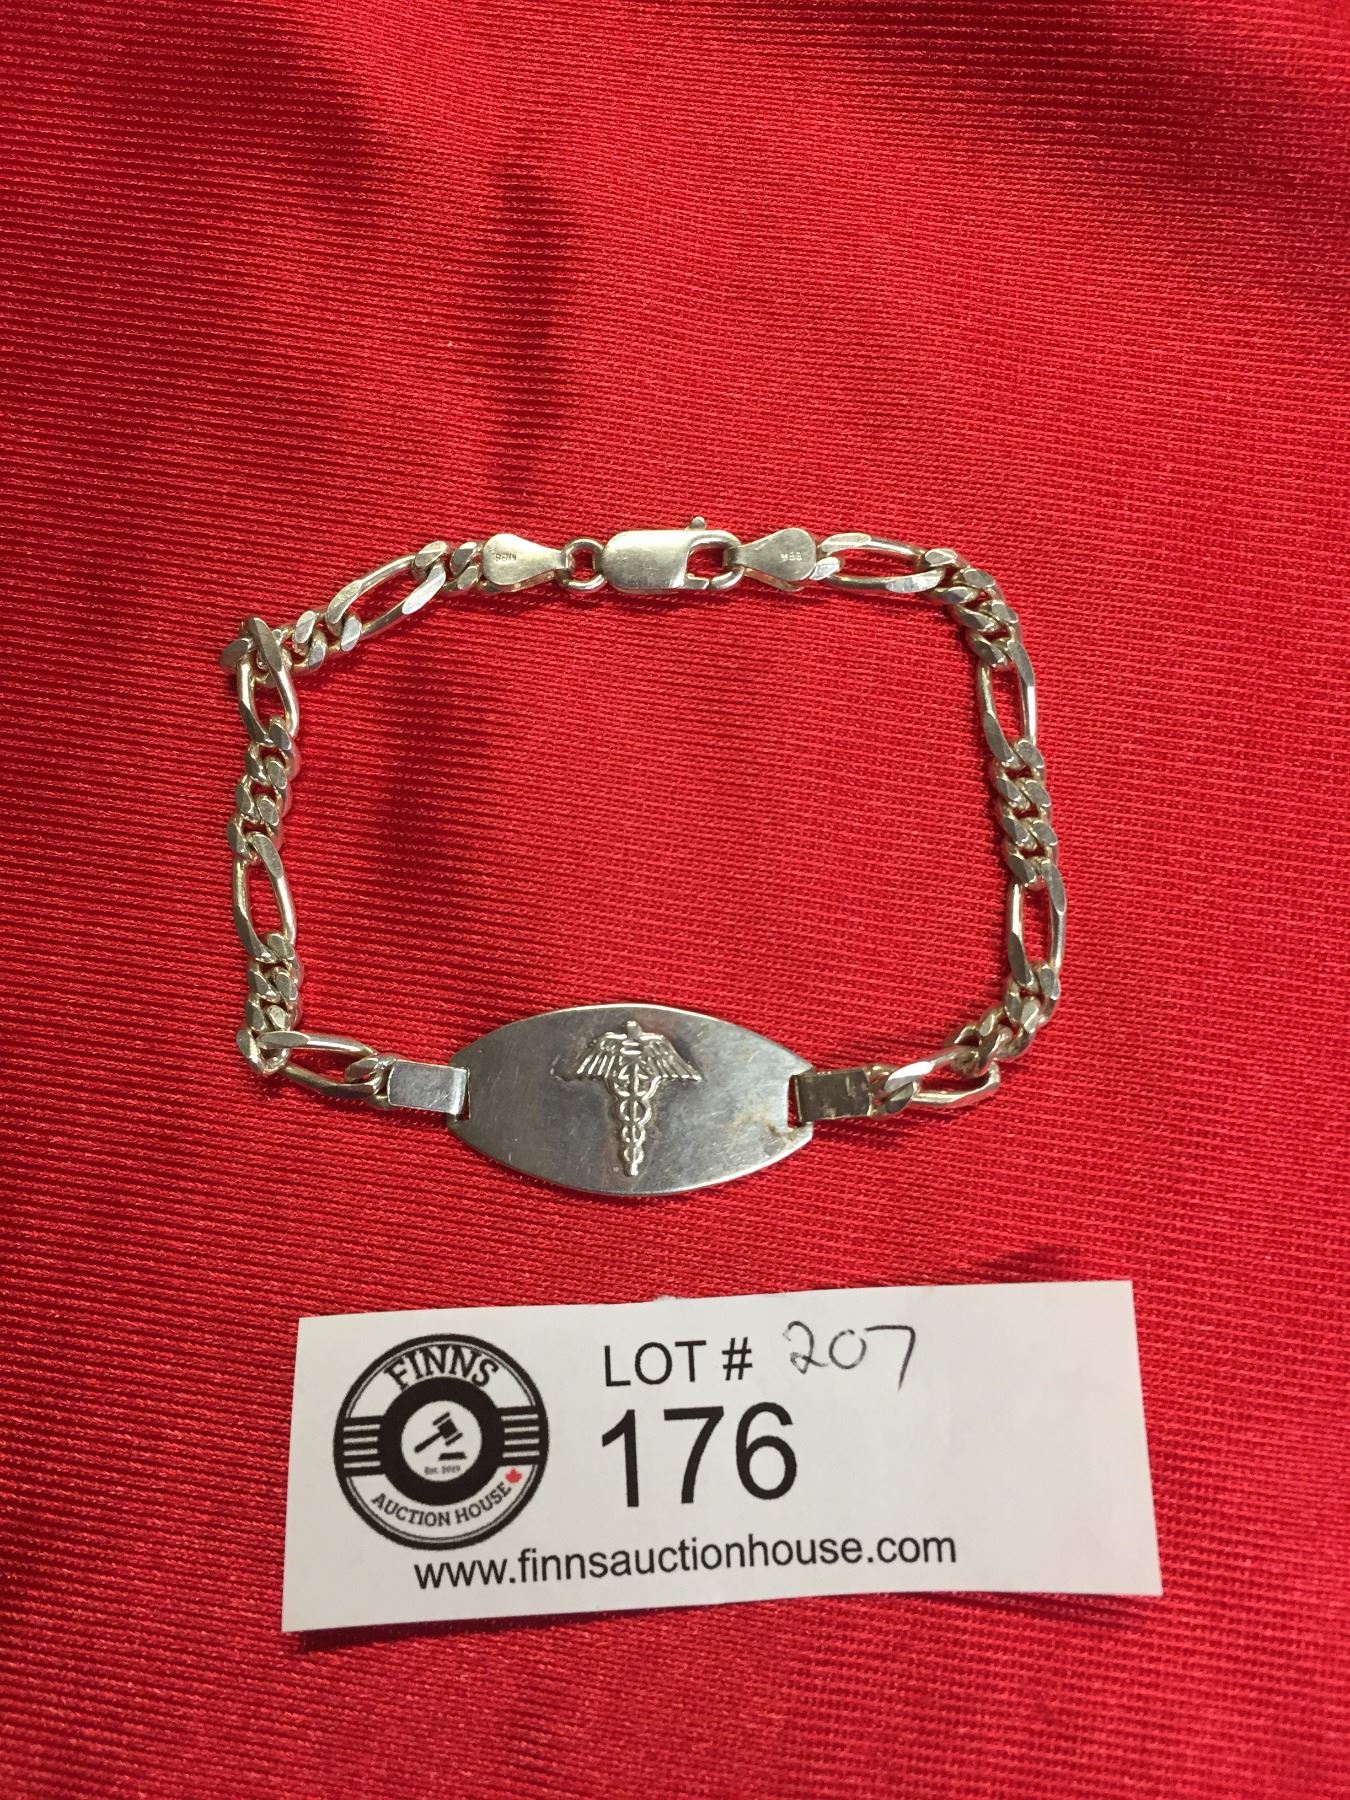 FINNS
Est. 2019
AUCTION HOUSE
LOT # 207
176
www.finnsauctionhouse.com